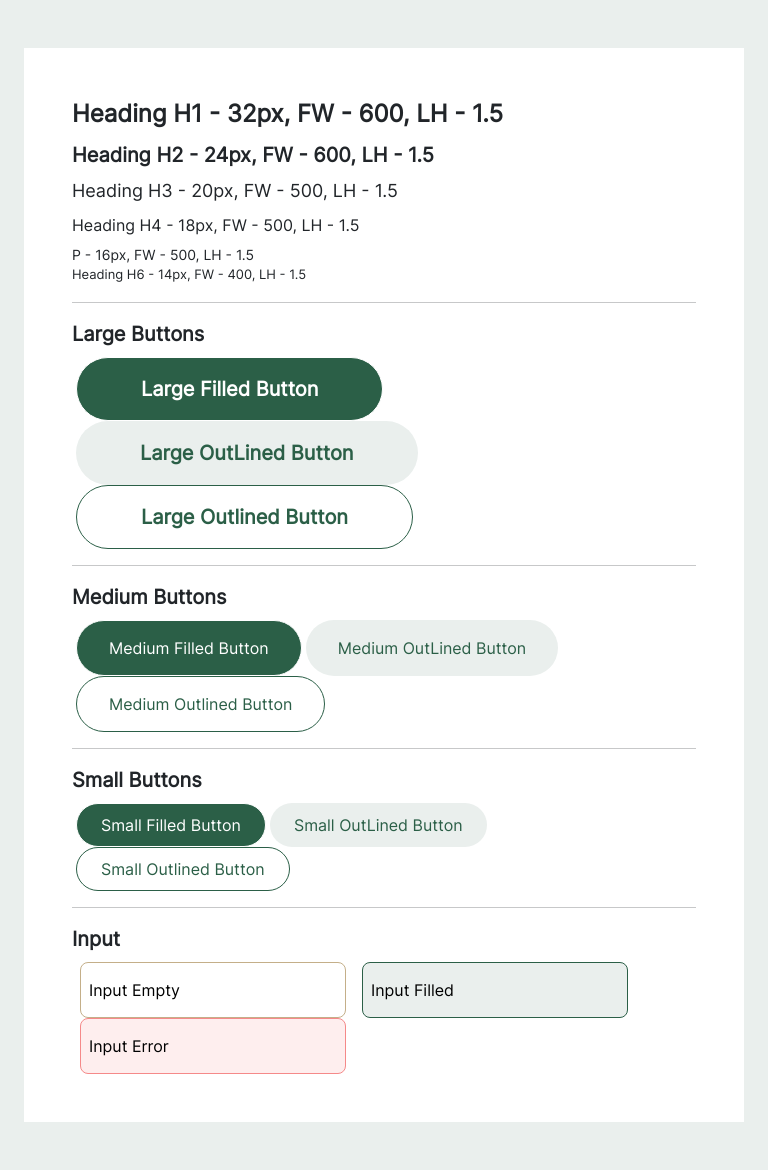 Heading H1 - 32px, FW - 600, LH - 1.5
Heading H2 - 24px, FW - 600, LH - 1.5
Heading H3 - 20px, FW - 500, LH - 1.5
Heading H4 - 18px, FW - 500, LH - 1.5
P - 16px, FW - 500, LH - 1.5
Heading H6 - 14px, FW - 400, LH - 1.5
Large Buttons
Large Filled Button
Large OutLined Button
Large Outlined Button
Medium Buttons
Medium Filled Button Medium OutLined Button
Medium Outlined Button
Small Buttons
Small Filled Button Small OutLined Button
Small Outlined Button
Input
Input Empty Input Filled
Input Error